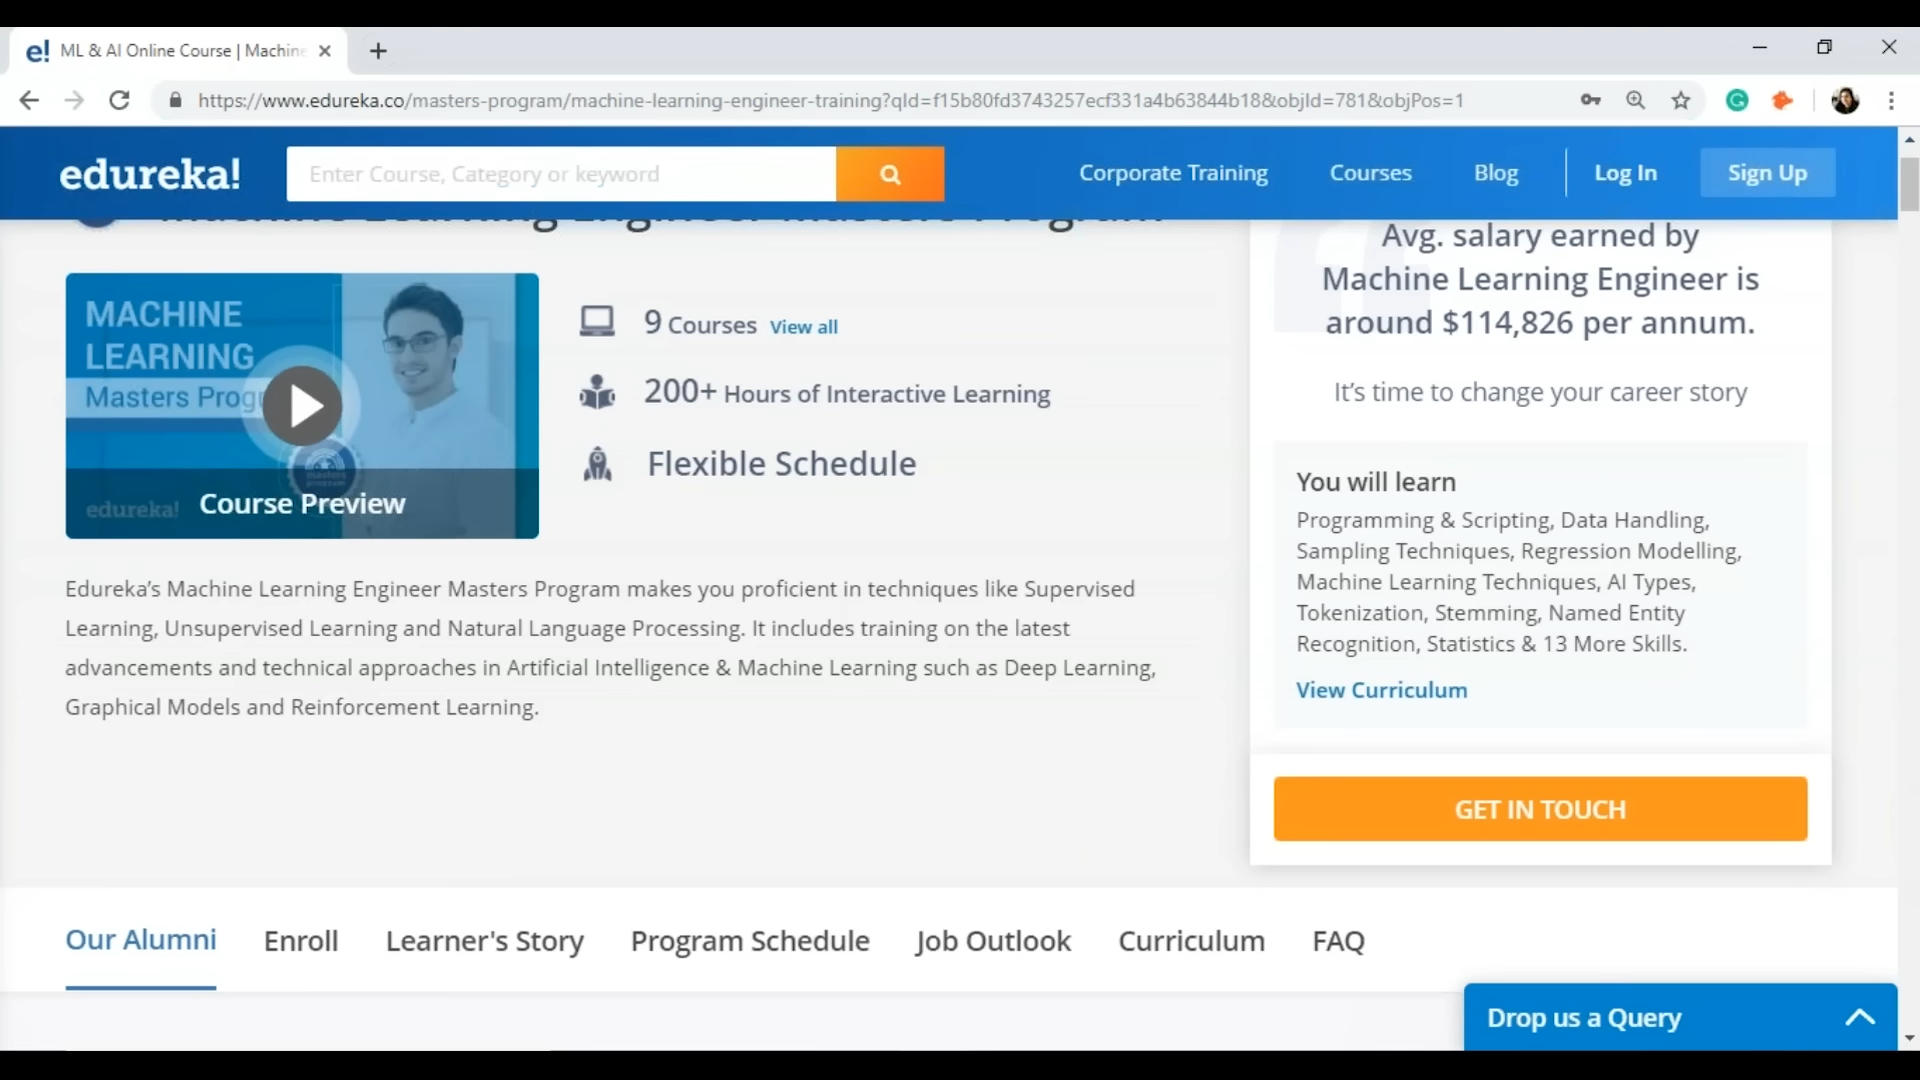 e! ML & AI Online Course | Machine
https://www.edureka.co/masters-program/machine-learning-engineer-training?qId=f15b80fd3743257ecf331a4b63844b18&objId=781&objPos=1
edureka!
Enter Course, Category or keyword
Corporate Training
Courses
Blog
Log In
Sign Up
Machine Learning Engineer Masters Program
MACHINE
LEARNING
Masters Prog
edureka!
Course Preview
9 Courses View all
200+ Hours of Interactive Learning
Flexible Schedule
Edureka’s Machine Learning Engineer Masters Program makes you proficient in techniques like Supervised
Learning, Unsupervised Learning and Natural Language Processing. It includes training on the latest
advancements and technical approaches in Artificial Intelligence & Machine Learning such as Deep Learning,
Graphical Models and Reinforcement Learning.
Avg. salary earned by
Machine Learning Engineer is
around $114,826 per annum.
It’s time to change your career story
You will learn
Programming & Scripting, Data Handling,
Sampling Techniques, Regression Modelling,
Machine Learning Techniques, AI Types,
Tokenization, Stemming, Named Entity
Recognition, Statistics & 13 More Skills.
View Curriculum
GET IN TOUCH
Our Alumni
Enroll
Learner's Story
Program Schedule
Job Outlook
Curriculum
FAQ
Drop us a Query